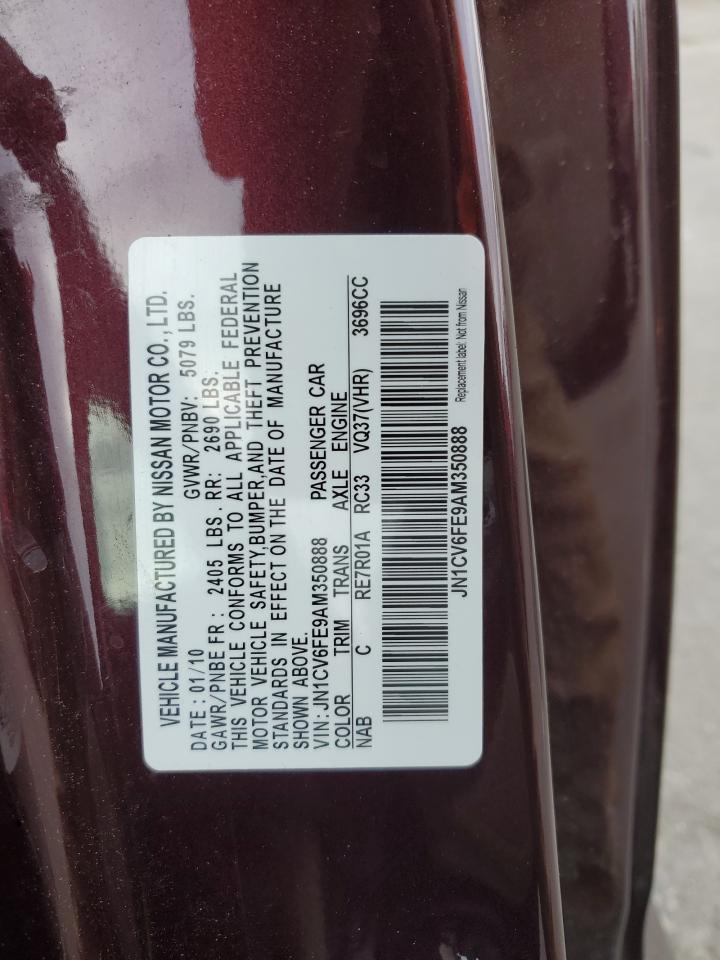 VEHICLE MANUFACTURED BY NISSAN MOTOR CO., LTD.
DATE: 01/10 GVWR/PNBV: 5079 LBS.
GAWR/PNBE FR: 2405 LBS. RR: 2690 LBS.
THIS VEHICLE CONFORMS TO ALL APPLICABLE FEDERAL
MOTOR VEHICLE SAFETY,BUMPER,AND THEFT PREVENTION
STANDARDS IN EFFECT ON THE DATE OF MANUFACTURE
SHOWN ABOVE.
VIN: JN1CV6FE9AM350888 PASSENGER CAR
COLOR TRIM TRANS AXLE ENGINE
NAB C RE7R01A RC33 VQ37(VHR) 3696CC
JN1CV6FE9AM350888 Replacement label. Not from Nissan